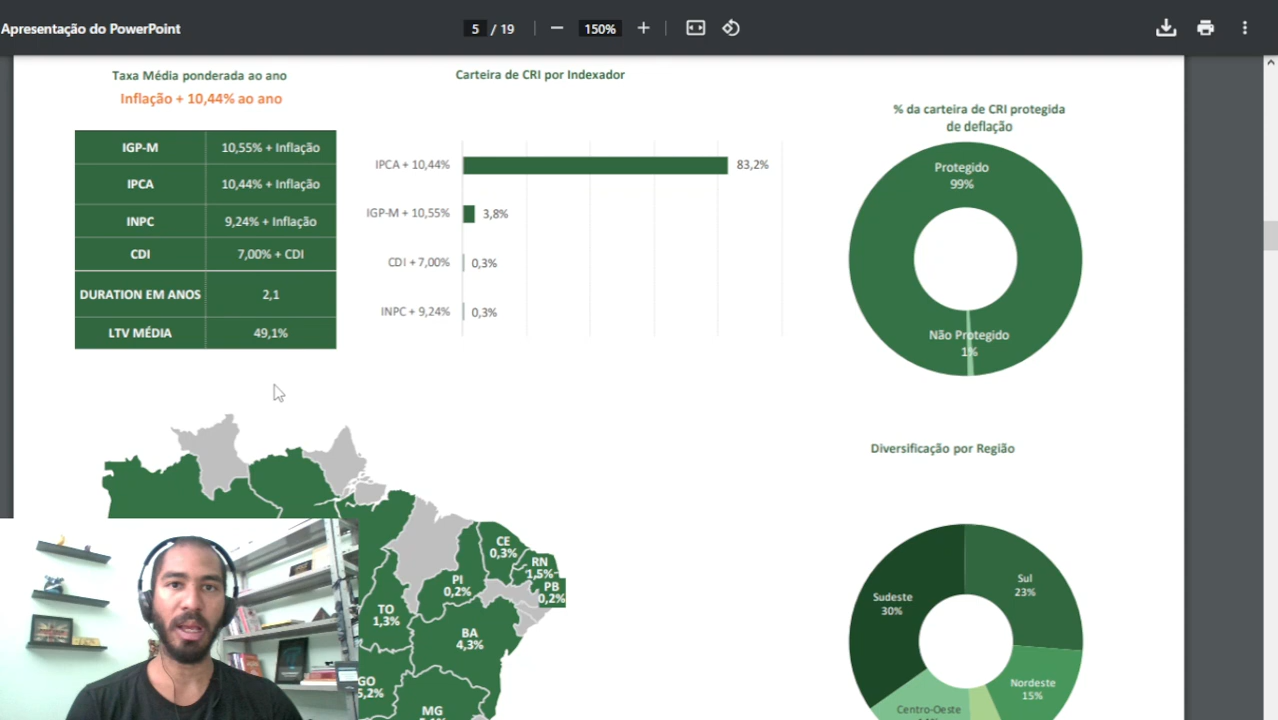 Apresentação do PowerPoint
5 / 19
150%
Taxa Média ponderada ao ano
Inflação + 10,44% ao ano
IGP-M 10,55% + Inflação
IPCA 10,44% + Inflação
INPC 9,24% + Inflação
CDI 7,00% + CDI
DURATION EM ANOS 2,1
LTV MÉDIA 49,1%
Carteira de CRI por Indexador
IPCA + 10,44% 83,2%
IGP-M + 10,55% 3,8%
CDI + 7,00% 0,3%
INPC + 9,24% 0,3%
% da carteira de CRI protegida
de deflação
Protegido
99%
Não Protegido
1%
CE
0,3%
RN
1,5%
PB
0,2%
PI
0,2%
TO
1,3%
BA
4,3%
GO
5,2%
MG
Diversificação por Região
Sul
23%
Sudeste
30%
Nordeste
15%
Centro-Oeste